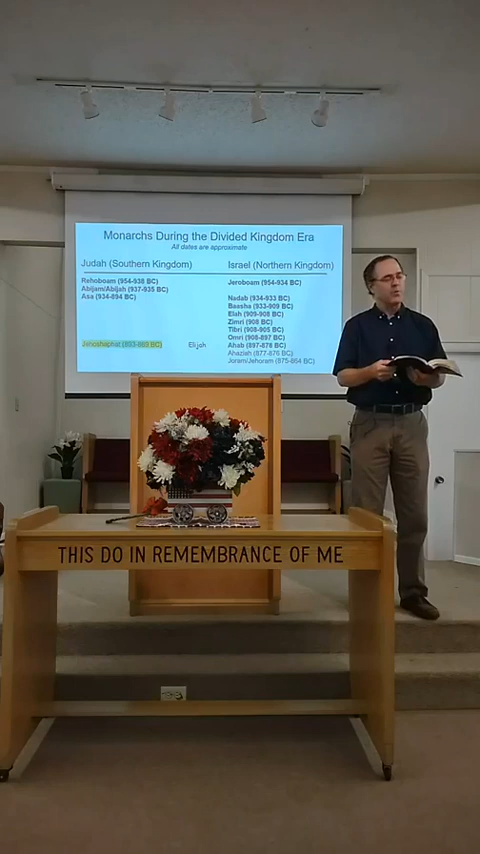 Monarchs During the Divided Kingdom Era
All dates are approximate
Judah (Southern Kingdom)
Rehoboam (954-938 BC)
Abijam/Abijah (937-935 BC)
Asa (934-894 BC)
Jehoshaphat (893-869 BC)
Elijah
Israel (Northern Kingdom)
Jeroboam (954-934 BC)
Nadab (934-933 BC)
Baasha (933-909 BC)
Elah (909-908 BC)
Zimri (908 BC)
Tibri (908-905 BC)
Omri (908-897 BC)
Ahab (897-878 BC)
Ahaziah (877-876 BC)
Joram/Jehoram (875-864 BC)
THIS DO IN REMEMBRANCE OF ME